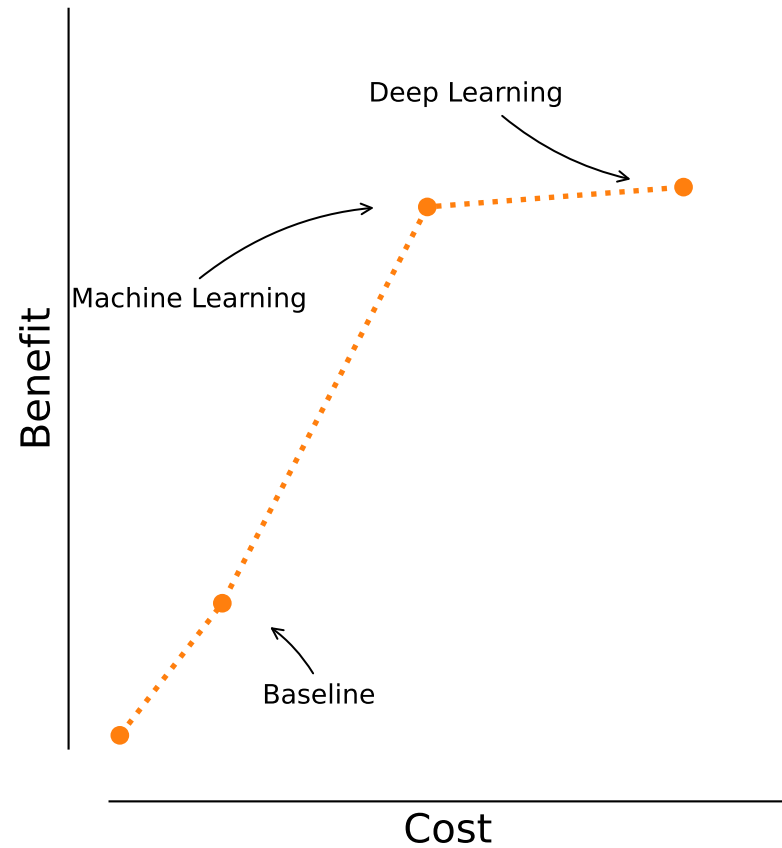 Deep Learning
Machine Learning
Benefit
Baseline
Cost